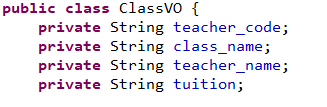 public class ClassVO {
    private String teacher_code;
    private String class_name;
    private String teacher_name;
    private String tuition;